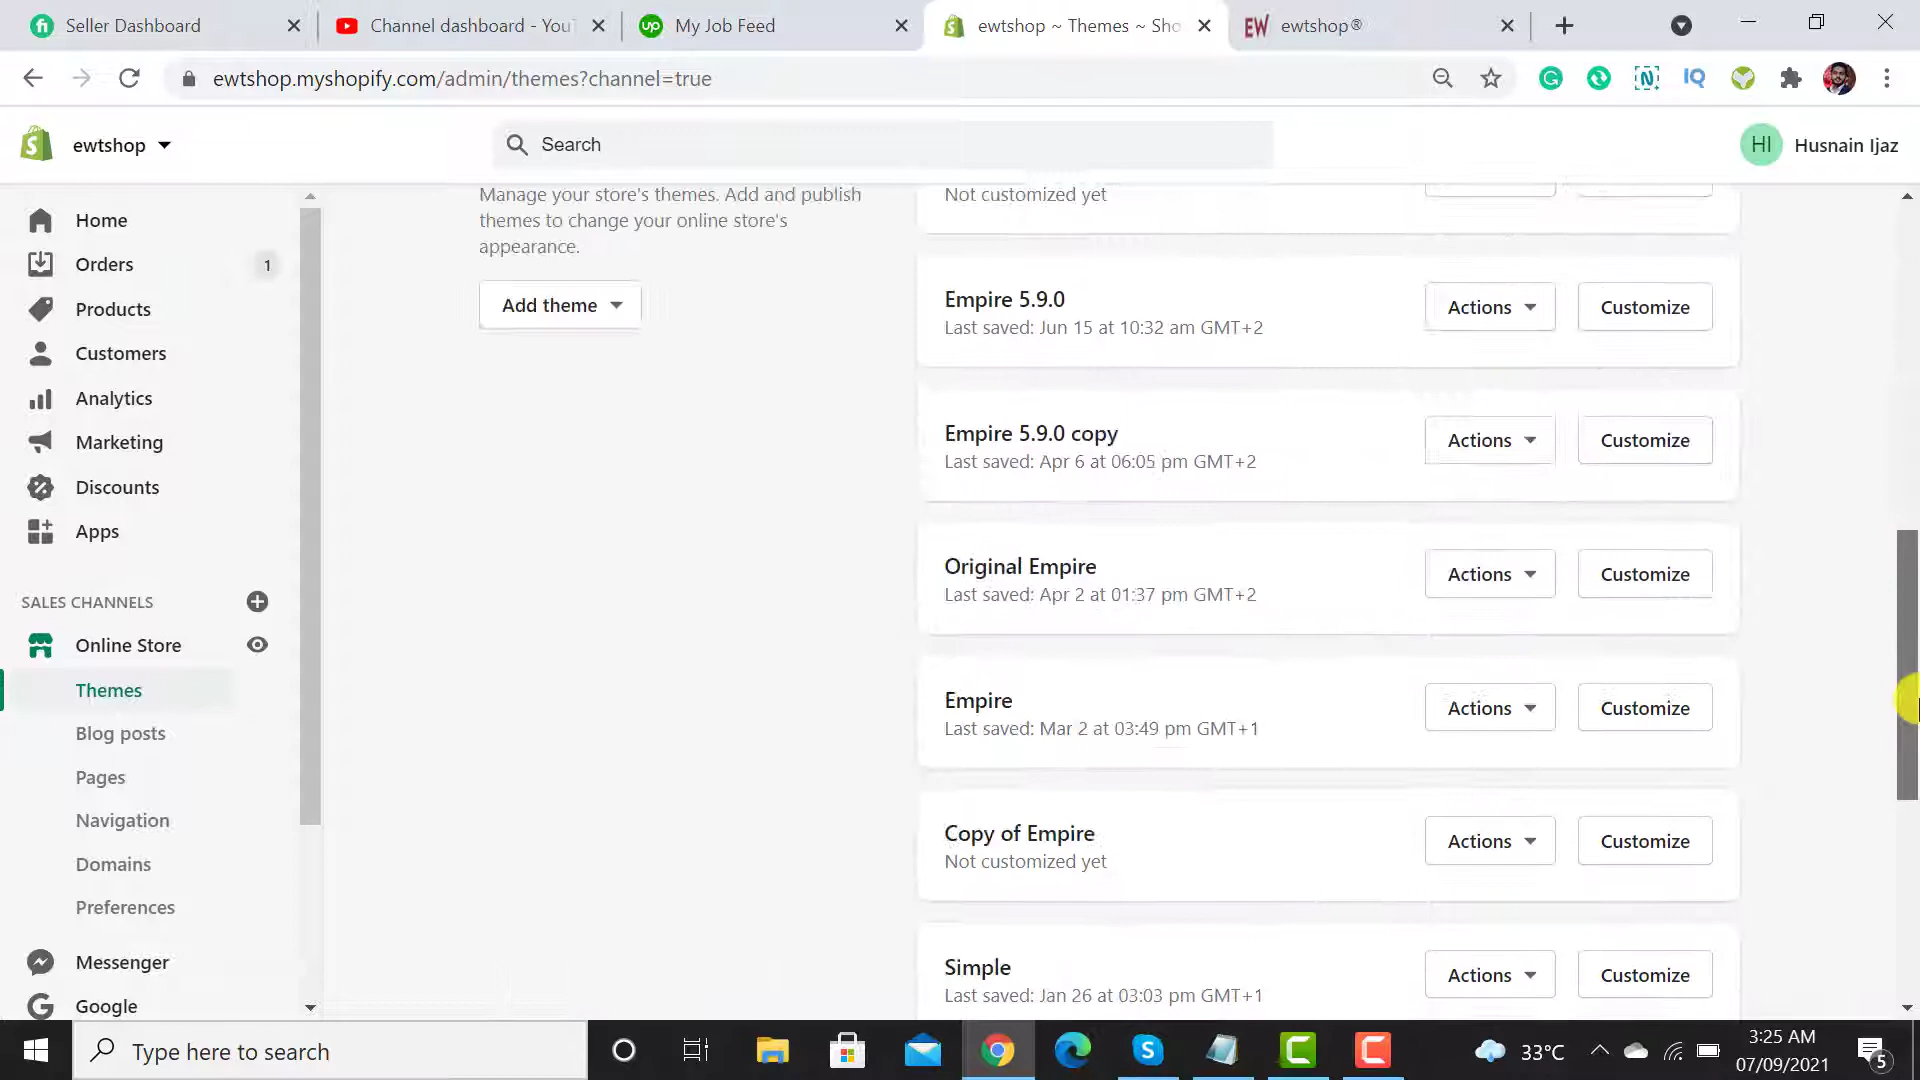 Seller Dashboard
Channel dashboard - YouT
My Job Feed
ewtshop ~ Themes ~ Sho
EW ewtshop®
ewtshop.myshopify.com/admin/themes?channel=true
ewtshop
Search
HI Husnain Ijaz
Home
Orders 1
Products
Customers
Analytics
Marketing
Discounts
Apps
SALES CHANNELS
Online Store
Themes
Blog posts
Pages
Navigation
Domains
Preferences
Messenger
Google
Manage your store's themes. Add and publish
themes to change your online store's
appearance.
Add theme
Not customized yet
Empire 5.9.0
Last saved: Jun 15 at 10:32 am GMT+2
Actions Customize
Empire 5.9.0 copy
Last saved: Apr 6 at 06:05 pm GMT+2
Actions Customize
Original Empire
Last saved: Apr 2 at 01:37 pm GMT+2
Actions Customize
Empire
Last saved: Mar 2 at 03:49 pm GMT+1
Actions Customize
Copy of Empire
Not customized yet
Actions Customize
Simple
Last saved: Jan 26 at 03:03 pm GMT+1
Actions Customize
Type here to search
33°C
3:25 AM
07/09/2021
5